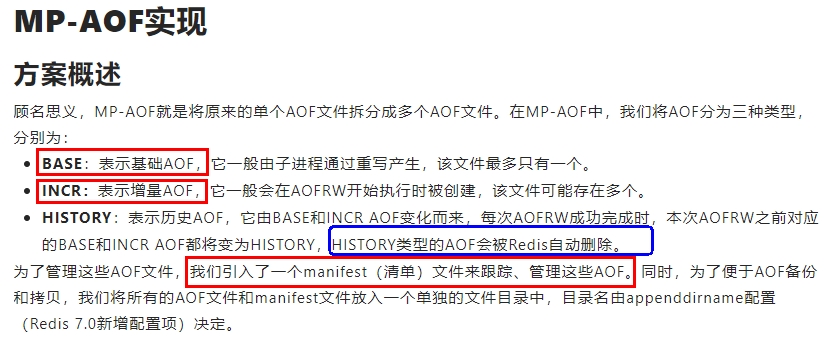 MP-AOF实现
方案概述
顾名思义，MP-AOF就是将原来的单个AOF文件拆分成多个AOF文件。在MP-AOF中，我们将AOF分为三种类型，
分别为：
• BASE：表示基础AOF，它一般由子进程通过重写产生，该文件最多只有一个。
• INCR：表示增量AOF，它一般会在AOFRW开始执行时被创建，该文件可能存在多个。
• HISTORY：表示历史AOF，它由BASE和INCR AOF变化而来，每次AOFRW成功完成时，本次AOFRW之前对应
的BASE和INCR AOF都将变为HISTORY，HISTORY类型的AOF会被Redis自动删除。
为了管理这些AOF文件，我们引入了一个manifest（清单）文件来跟踪、管理这些AOF。同时，为了便于AOF备份
和拷贝，我们将所有的AOF文件和manifest文件放入一个单独的文件目录中，目录名由appenddirname配置
（Redis 7.0新增配置项）决定。